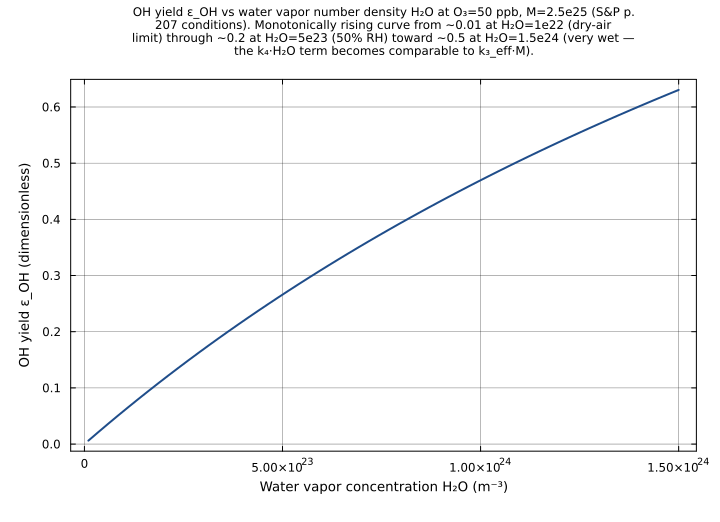 OH yield ε_OH vs water vapor number density H₂O at O₃=50 ppb, M=2.5e25 (S&P p.
207 conditions). Monotonically rising curve from ~0.01 at H₂O=1e22 (dry-air
limit) through ~0.2 at H₂O=5e23 (50% RH) toward ~0.5 at H₂O=1.5e24 (very wet —
the k₄·H₂O term becomes comparable to k₃_eff·M).
OH yield ε_OH (dimensionless)
0.6
0.5
0.4
0.3
0.2
0.1
0.0
0
5.00×10²³
1.00×10²⁴
1.50×10²⁴
Water vapor concentration H₂O (m⁻³)